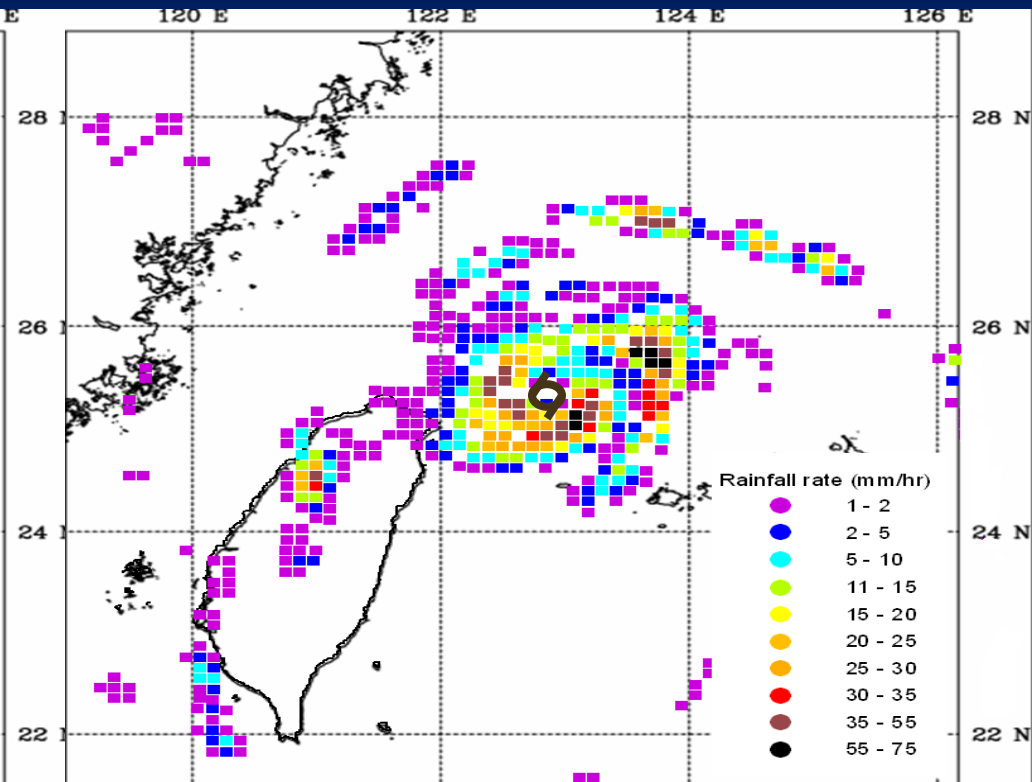 E 120 E 122 E 124 E 126 E
28 N 28 N
26 N 26 N
Rainfall rate (mm/hr)
1 - 2
24 N 24 N
2 - 5
5 - 10
11 - 15
15 - 20
20 - 25
25 - 30
30 - 35
35 - 55
22 N 22 N
55 - 75